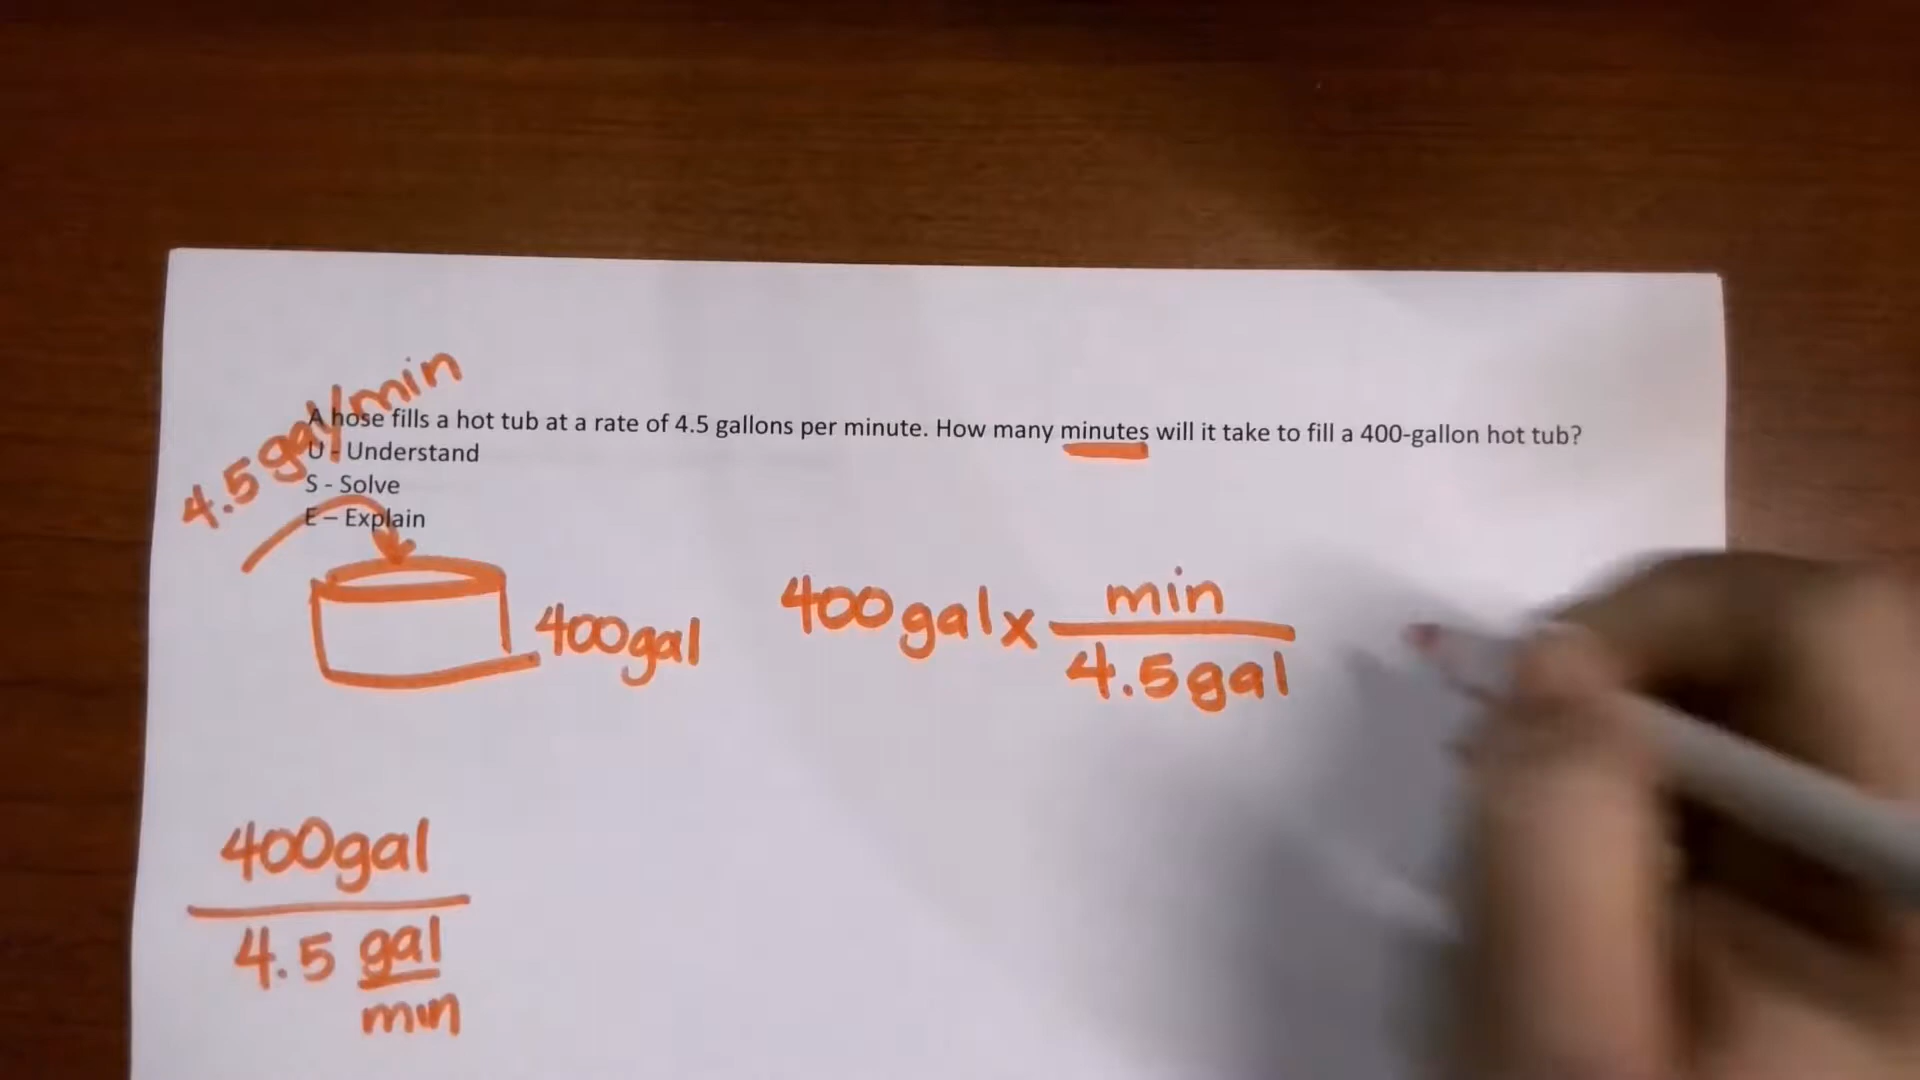 4.5 gal/min
A hose fills a hot tub at a rate of 4.5 gallons per minute. How many minutes will it take to fill a 400-gallon hot tub?
U - Understand
S - Solve
E – Explain
400gal
400gal x min
4.5gal
400gal
4.5 gal
min